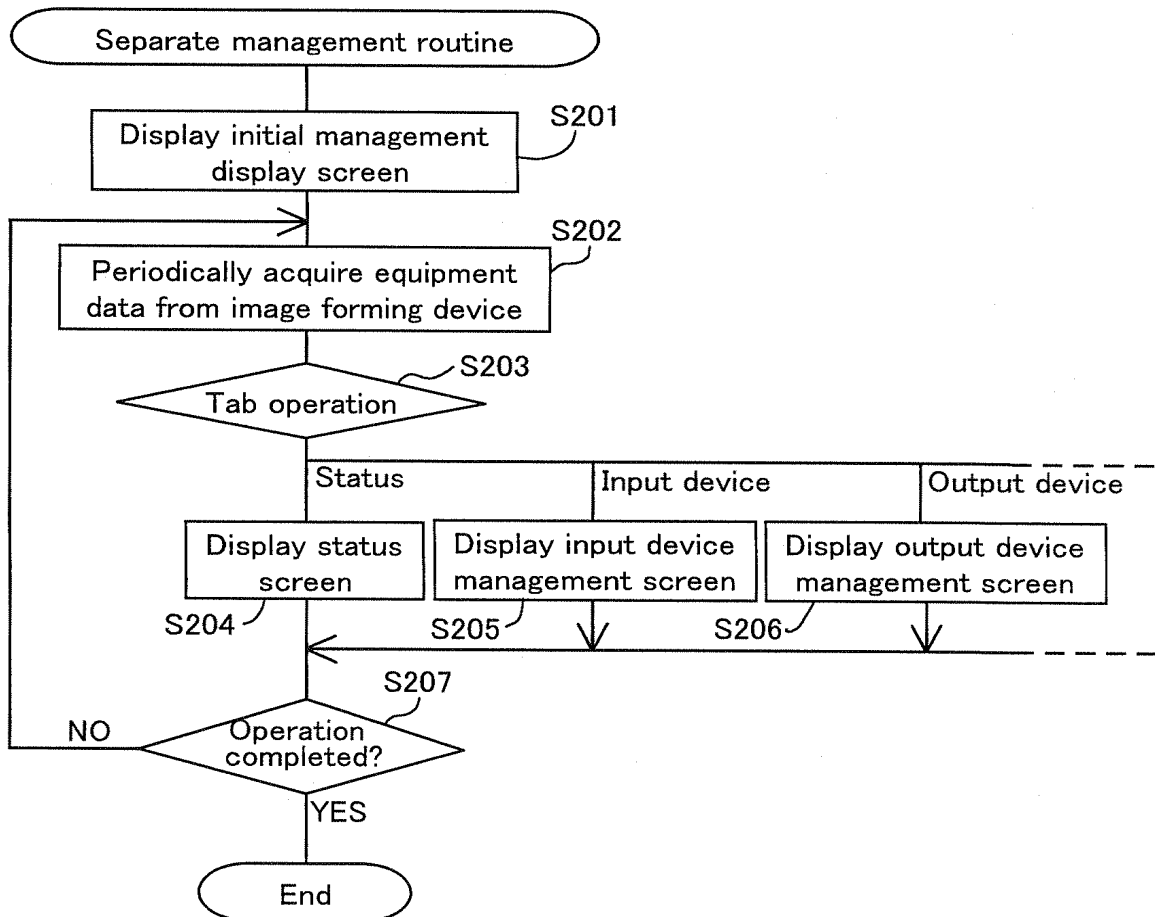 Separate management routine
S201
Display initial management
display screen
S202
Periodically acquire equipment
data from image forming device
S203
Tab operation
Status
Input device
Output device
Display status
screen
Display input device
management screen
Display output device
management screen
S204
S205
S206
S207
NO
Operation
completed?
YES
End